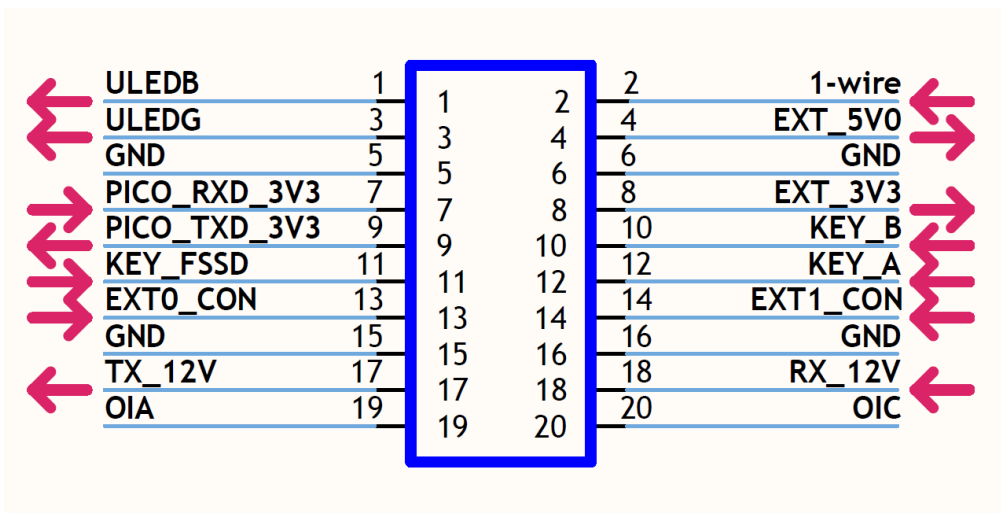 ULEDB 1 1 2 2 1-wire
ULEDG 3 3 4 4 EXT_5V0
GND 5 5 6 6 GND
PICO_RXD_3V3 7 7 8 8 EXT_3V3
PICO_TXD_3V3 9 9 10 10 KEY_B
KEY_FSSD 11 11 12 12 KEY_A
EXT0_CON 13 13 14 14 EXT1_CON
GND 15 15 16 16 GND
TX_12V 17 17 18 18 RX_12V
OIA 19 19 20 20 OIC